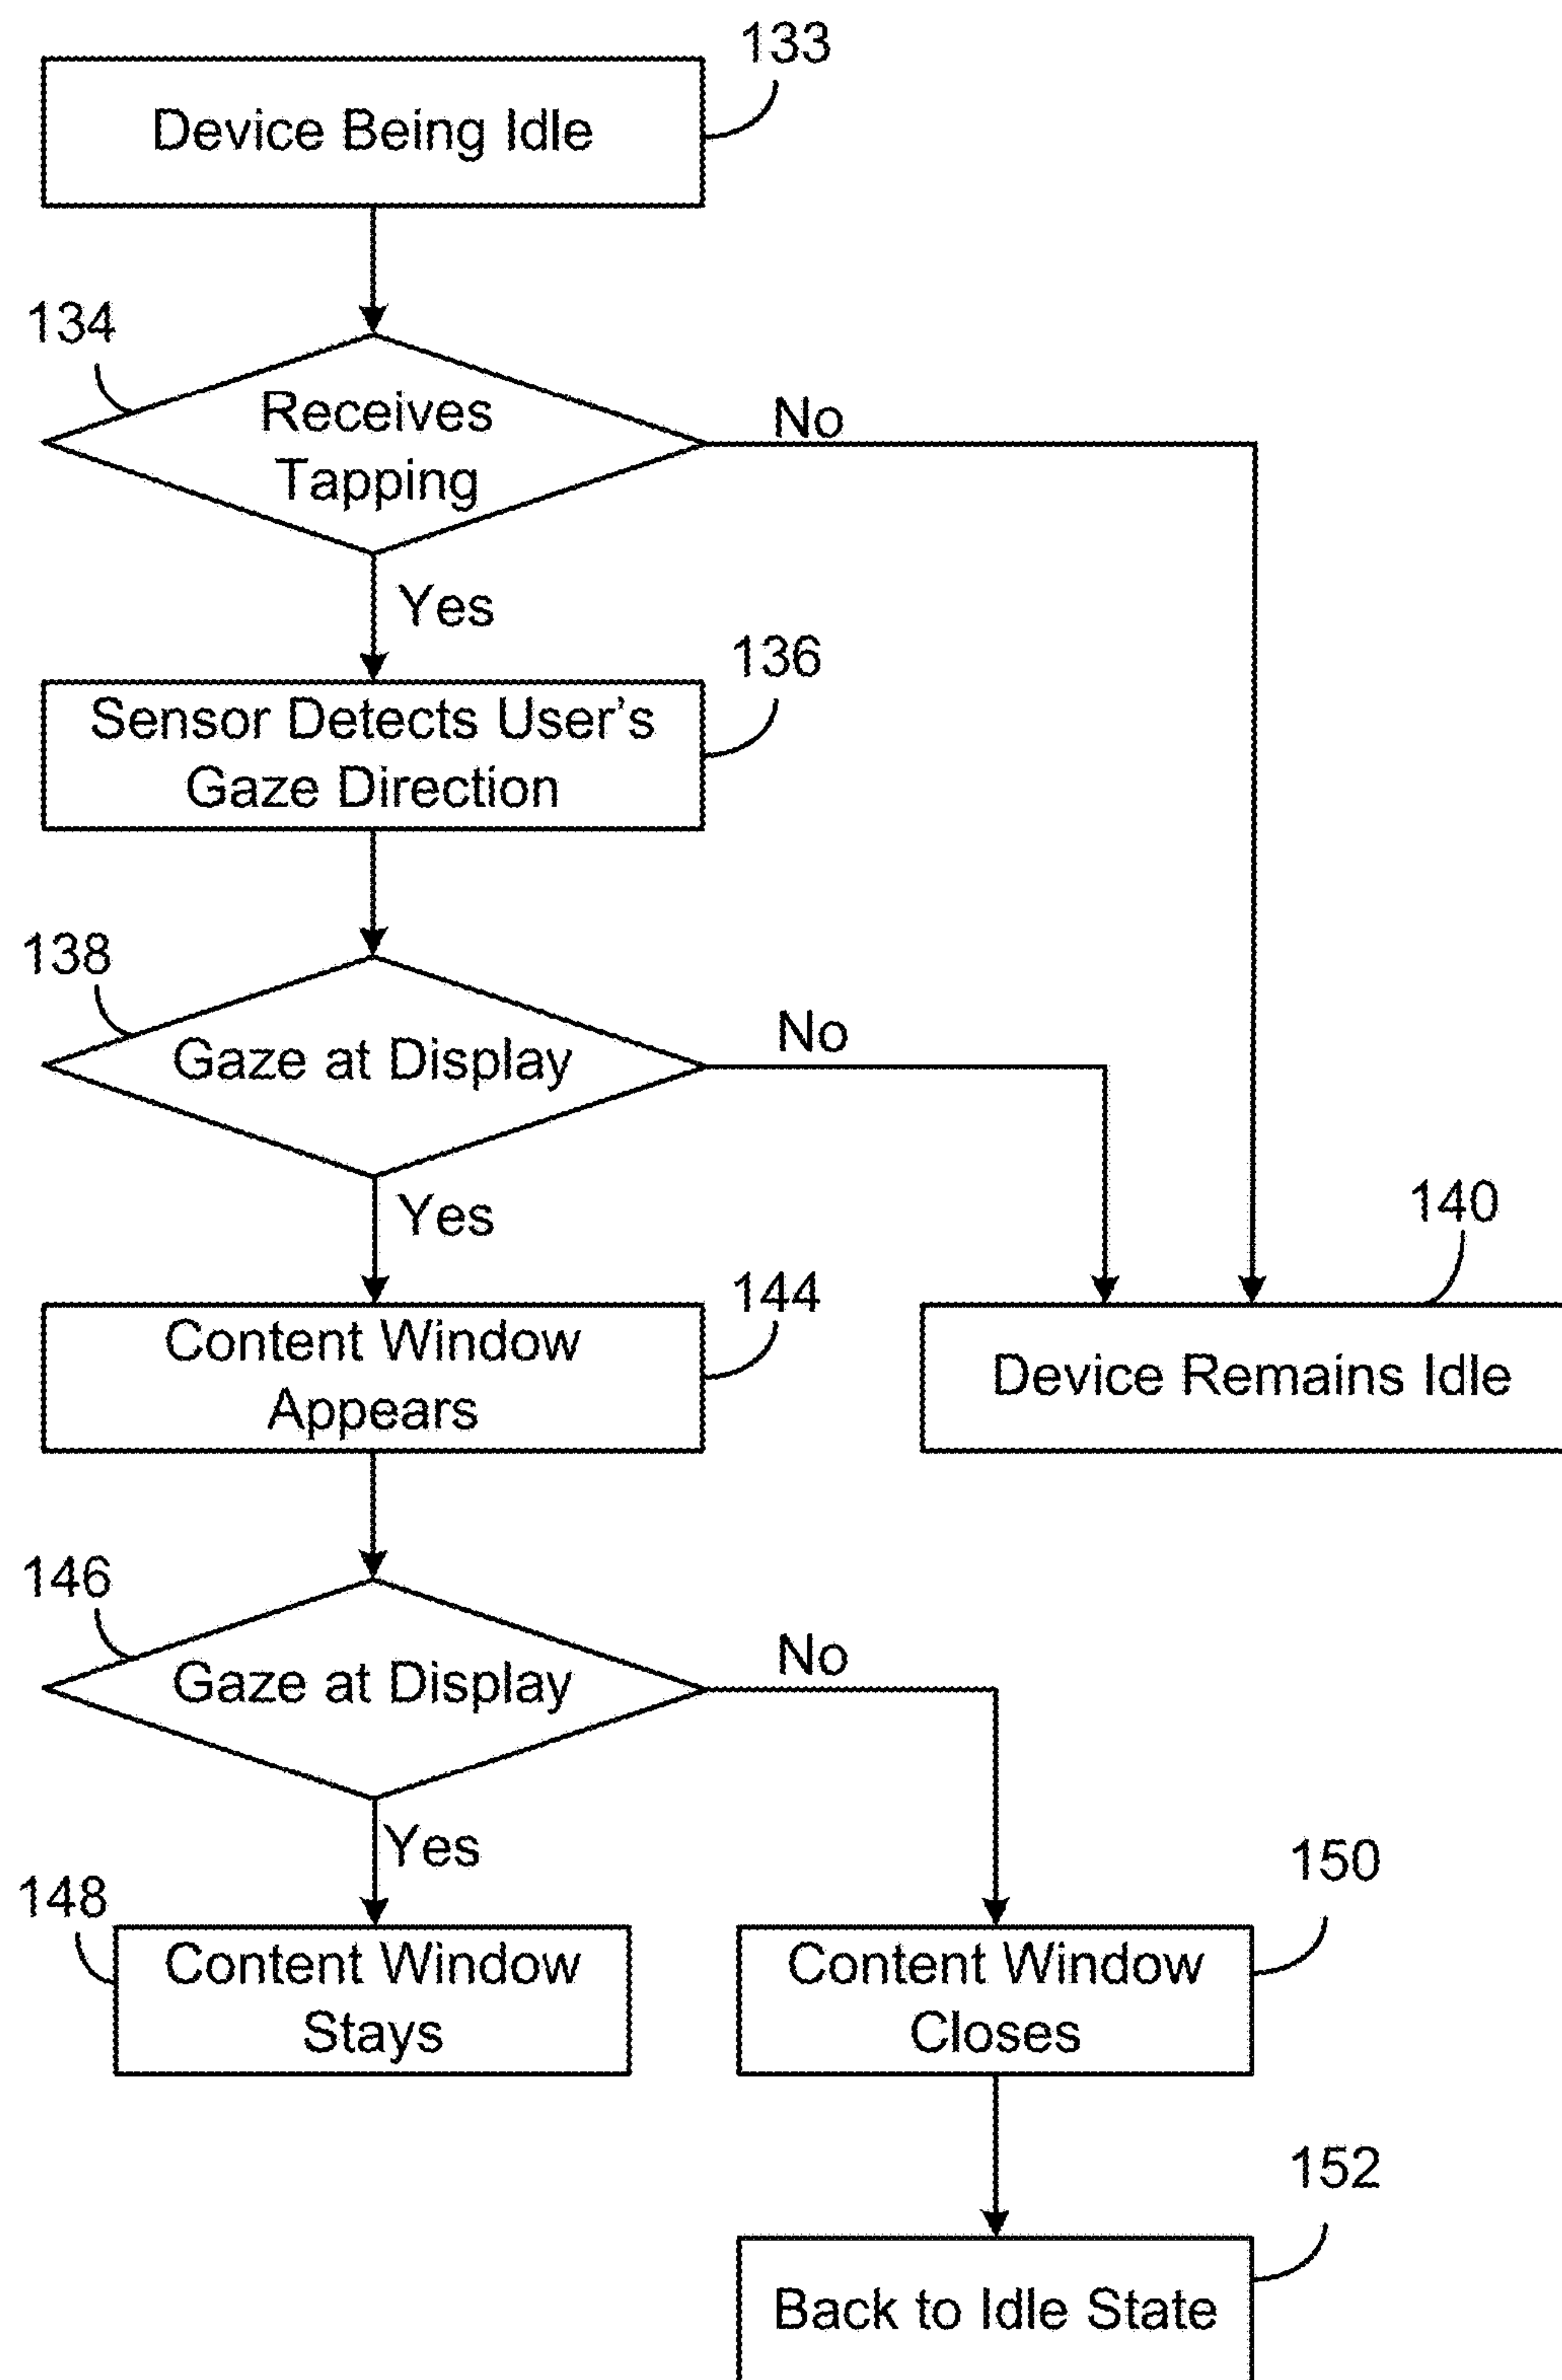 133
Device Being Idle
134
Receives
Tapping
No
Yes
136
Sensor Detects User's
Gaze Direction
138
Gaze at Display
No
Yes
140
144
Content Window
Appears
Device Remains Idle
146
Gaze at Display
No
Yes
148
150
Content Window
Stays
Content Window
Closes
152
Back to Idle State